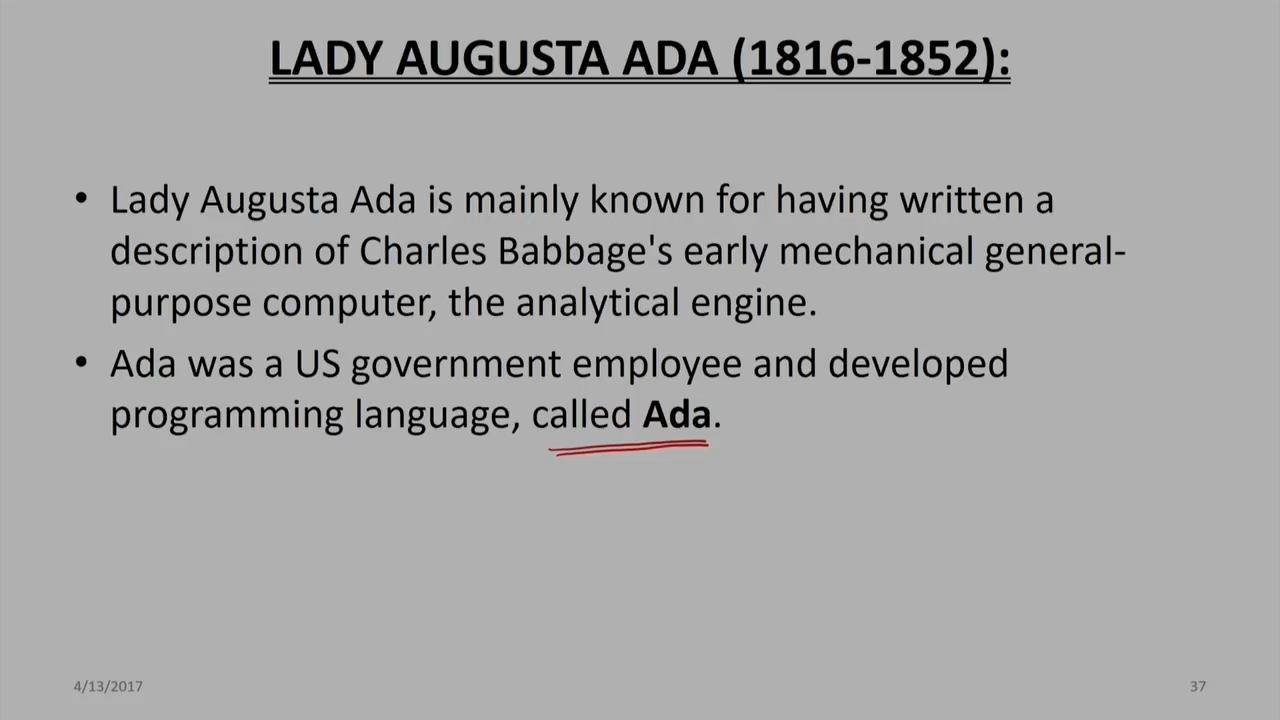 LADY AUGUSTA ADA (1816-1852):
• Lady Augusta Ada is mainly known for having written a
description of Charles Babbage's early mechanical general-
purpose computer, the analytical engine.
• Ada was a US government employee and developed
programming language, called Ada.
4/13/2017
37